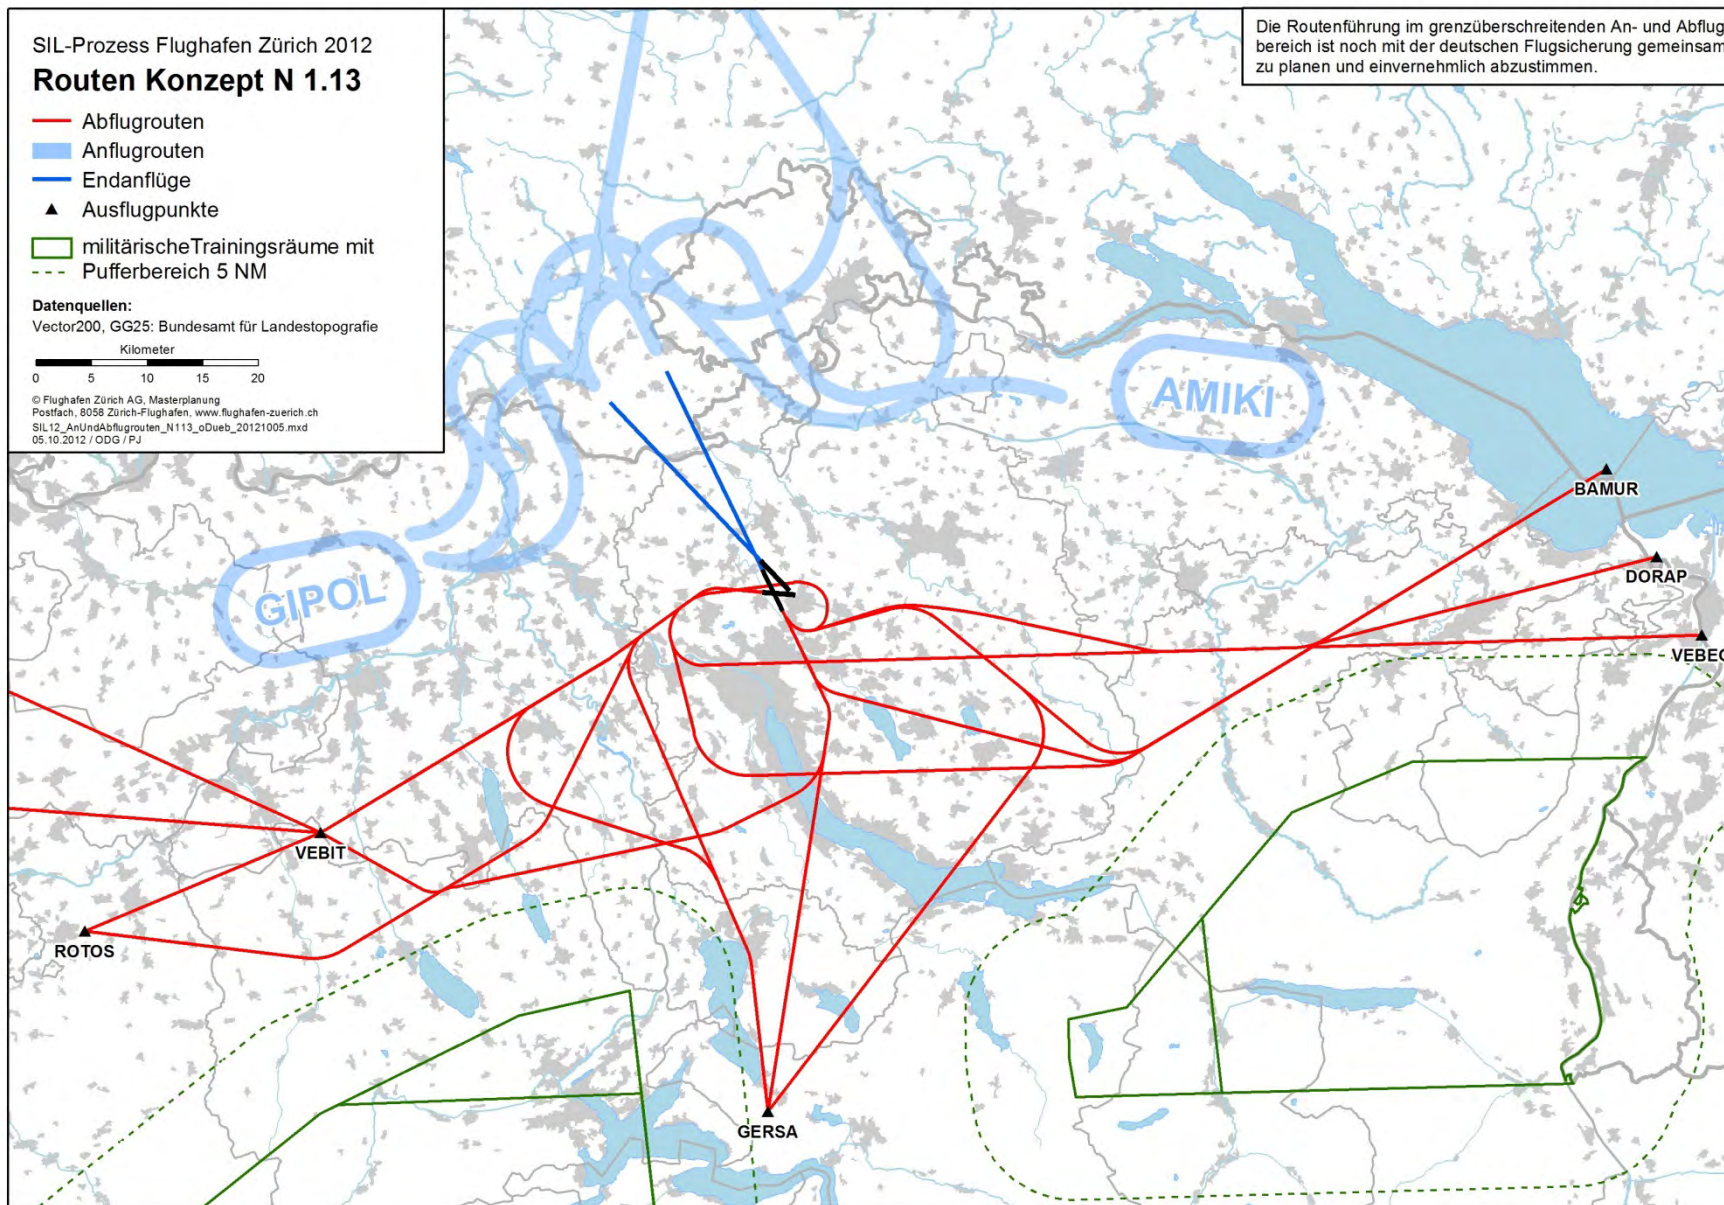 SIL-Prozess Flughafen Zürich 2012
Routen Konzept N 1.13
Abflugrouten
Anflugrouten
Endanflüge
Ausflugpunkte
militärischeTrainingsräume mit
Pufferbereich 5 NM
Datenquellen:
Vector200, GG25: Bundesamt für Landestopografie
Kilometer
0 5 10 15 20
© Flughafen Zürich AG, Masterplanung
Postfach, 8058 Zürich-Flughafen, www.flughafen-zuerich.ch
SIL12_AnUndAbflugrouten_N113_oDueb_20121005.mxd
05.10.2012 / ODG / PJ
Die Routenführung im grenzüberschreitenden An- und Abflug
bereich ist noch mit der deutschen Flugsicherung gemeinsam
zu planen und einvernehmlich abzustimmen.
AMIKI
BAMUR
DORAP
GIPOL
VEBEG
VEBIT
ROTOS
GERSA